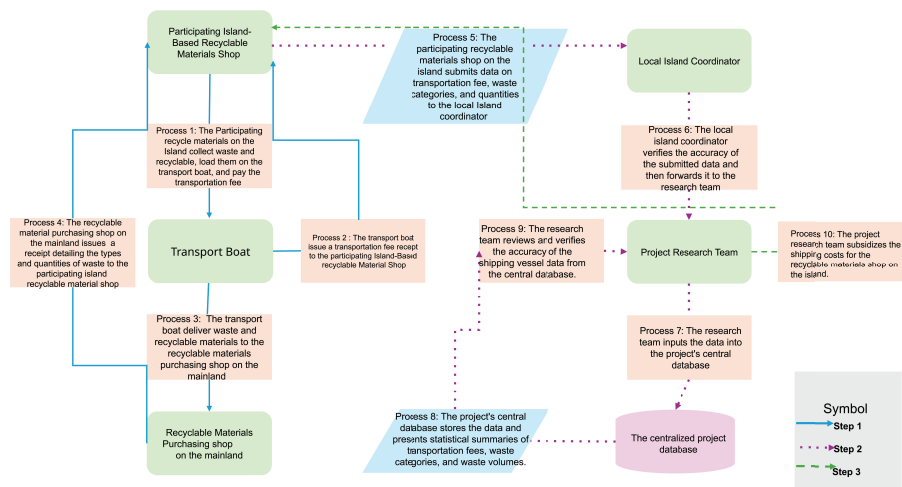 Participating Island-
Based Recyclable
Materials Shop
Process 5: The
participating recyclable
materials shop on the
island submits data on
transportation fee, waste
categories, and quantities
to the local Island
coordinator
Local Island Coordinator
Process 1: The Participating
recycle materials on the
Island collect waste and
recyclable, load them on the
transport boat, and pay the
transportation fee
Process 6: The local
island coordinator
verifies the accuracy of
the submitted data and
then forwards it to the
research team
Process 4: The recyclable
material purchasing shop on
the mainland issues a
receipt detailing the types
and quantities of waste to the
participating island
recyclable material shop
Transport Boat
Process 2 : The transport boat
issue a transportation fee recept
to the participating Island-Based
recyclable Material Shop
Process 9: The research
team reviews and verifies
the accuracy of the
shipping vessel data from
the central database.
Project Research Team
Process 10: The project
research team subsidizes the
shipping costs for the
recyclable materials shop on
the island.
Process 3: The transport
boat deliver waste and
recyclable materials to the
recyclable materials
purchasing shop on the
mainland
Process 7: The research
team inputs the data into
the project's central
database
Recyclable Materials
Purchasing shop
on the mainland
Process 8: The project's central
database stores the data and
presents statistical summaries of
transportation fees, waste
categories, and waste volumes.
The centralized project
database
Symbol
Step 1
Step 2
Step 3